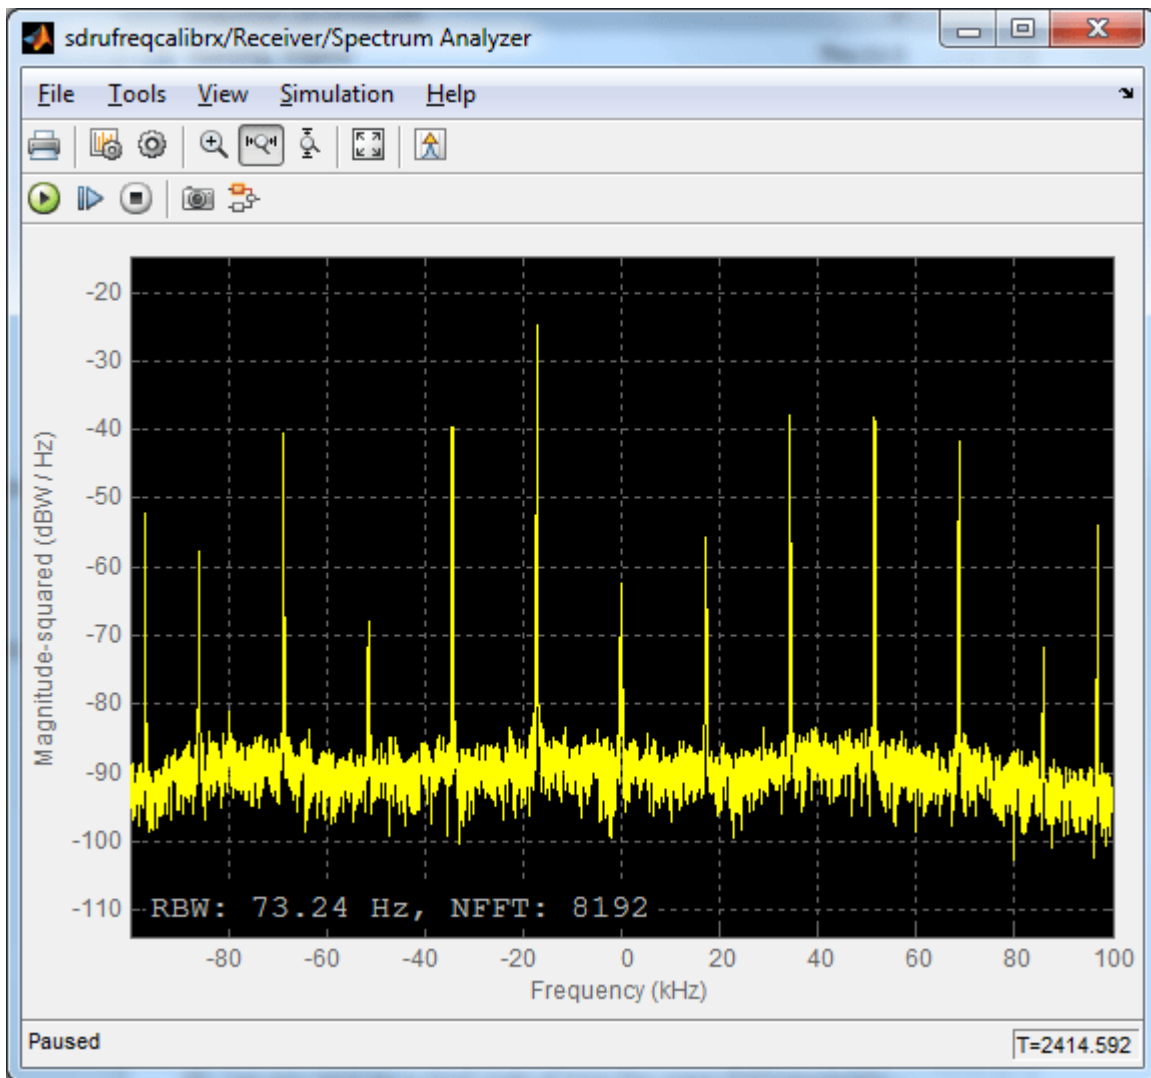 sdrufreqcalibrx/Receiver/Spectrum Analyzer
File Tools View Simulation Help
Magnitude-squared (dBW / Hz)
-20
-30
-40
-50
-60
-70
-80
-90
-100
-110
RBW: 73.24 Hz, NFFT: 8192
-80 -60 -40 -20 0 20 40 60 80 100
Frequency (kHz)
Paused
T=2414.592